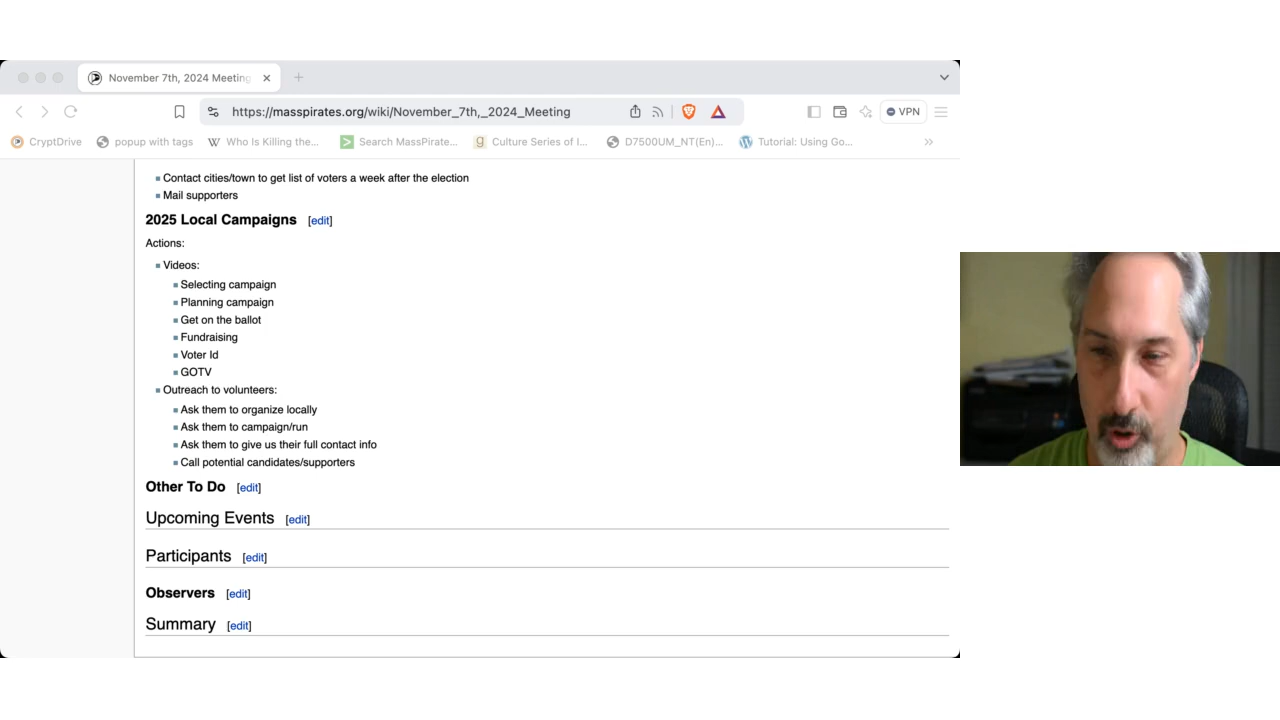 November 7th, 2024 Meeting
https://masspirates.org/wiki/November_7th,_2024_Meeting
VPN
CryptDrive
popup with tags
Who Is Killing the...
Search MassPirate...
Culture Series of I...
D7500UM_NT(En)...
Tutorial: Using Go...
Contact cities/town to get list of voters a week after the election
Mail supporters
2025 Local Campaigns [edit]
Actions:
Videos:
Selecting campaign
Planning campaign
Get on the ballot
Fundraising
Voter Id
GOTV
Outreach to volunteers:
Ask them to organize locally
Ask them to campaign/run
Ask them to give us their full contact info
Call potential candidates/supporters
Other To Do [edit]
Upcoming Events [edit]
Participants [edit]
Observers [edit]
Summary [edit]